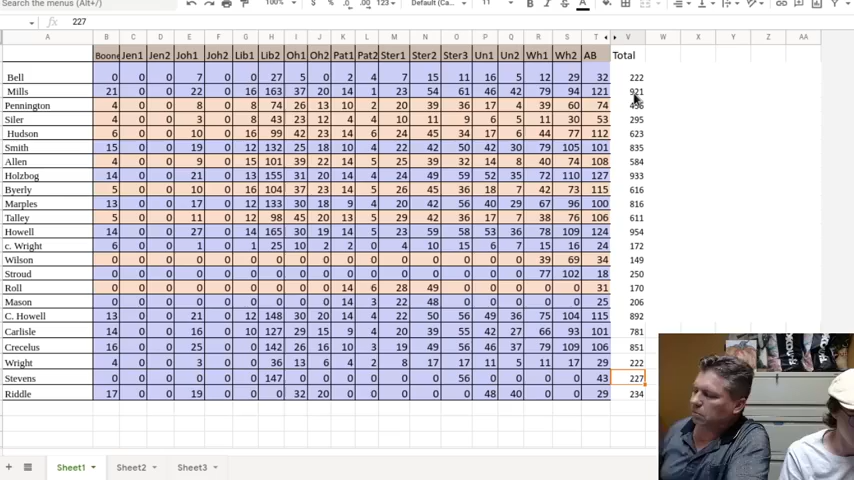 Search the menus (Alt+/) 100% $ % .0 .00 123 Default (Ca... 11
fx 227
A B C D E F G H I J K L M N O P Q R S T V W X Y Z AA
Boone Jen1 Jen2 Joh1 Joh2 Lib1 Lib2 Oh1 Oh2 Pat1 Pat2 Ster1 Ster2 Ster3 Un1 Un2 Wh1 Wh2 AB Total
Bell 0 0 0 7 0 0 27 5 0 2 4 7 15 11 16 5 12 29 32 222
Mills 21 0 0 22 0 16 163 37 20 14 1 23 54 61 46 42 79 94 121 921
Pennington 4 0 0 8 0 8 74 26 13 10 2 20 39 36 17 4 39 60 74
Siler 4 0 0 3 0 8 43 23 12 4 4 10 11 9 6 5 11 30 53 295
Hudson 6 0 0 10 0 16 99 42 23 14 6 24 45 34 17 6 44 77 112 623
Smith 15 0 0 19 0 12 132 25 18 10 4 22 42 50 42 30 79 105 101 835
Allen 4 0 0 9 0 15 101 39 22 14 5 25 39 32 14 8 40 74 108 584
Holzbog 14 0 0 21 0 13 155 31 20 14 4 24 50 59 52 35 72 110 127 933
Byerly 5 0 0 10 0 16 104 37 23 14 5 26 45 36 18 7 42 73 115 616
Marples 13 0 0 17 0 12 133 30 18 9 4 20 42 56 40 29 67 96 100 816
Talley 5 0 0 11 0 12 98 45 20 13 5 29 42 36 17 7 38 76 106 611
Howell 14 0 0 27 0 14 165 30 19 14 5 23 59 58 53 36 78 109 124 954
c. Wright 6 0 0 1 0 1 25 10 2 2 0 4 10 15 6 7 15 16 24 172
Wilson 0 0 0 0 0 0 0 0 0 0 0 0 0 0 0 0 39 69 34 149
Stroud 0 0 0 0 0 0 0 0 0 0 0 0 0 0 0 0 77 102 18 250
Roll 0 0 0 0 0 0 0 0 0 14 6 28 49 0 0 0 0 0 31 170
Mason 0 0 0 0 0 0 0 0 0 14 3 22 48 0 0 0 0 0 25 206
C. Howell 13 0 0 21 0 12 148 30 20 14 4 22 50 56 49 36 75 104 115 892
Carlisle 14 0 0 16 0 10 127 29 15 9 4 20 39 55 42 27 66 93 101 781
Crecelus 16 0 0 25 0 0 142 26 16 10 3 19 49 56 49 37 79 109 106 851
Wright 4 0 0 3 0 0 36 13 6 4 2 8 17 17 11 5 11 17 29 222
Stevens 0 0 0 0 0 0 147 0 0 0 0 0 0 56 0 0 0 0 43 227
Riddle 17 0 0 19 0 0 0 32 20 0 0 0 0 0 48 40 0 0 29 234
Sheet1 Sheet2 Sheet3